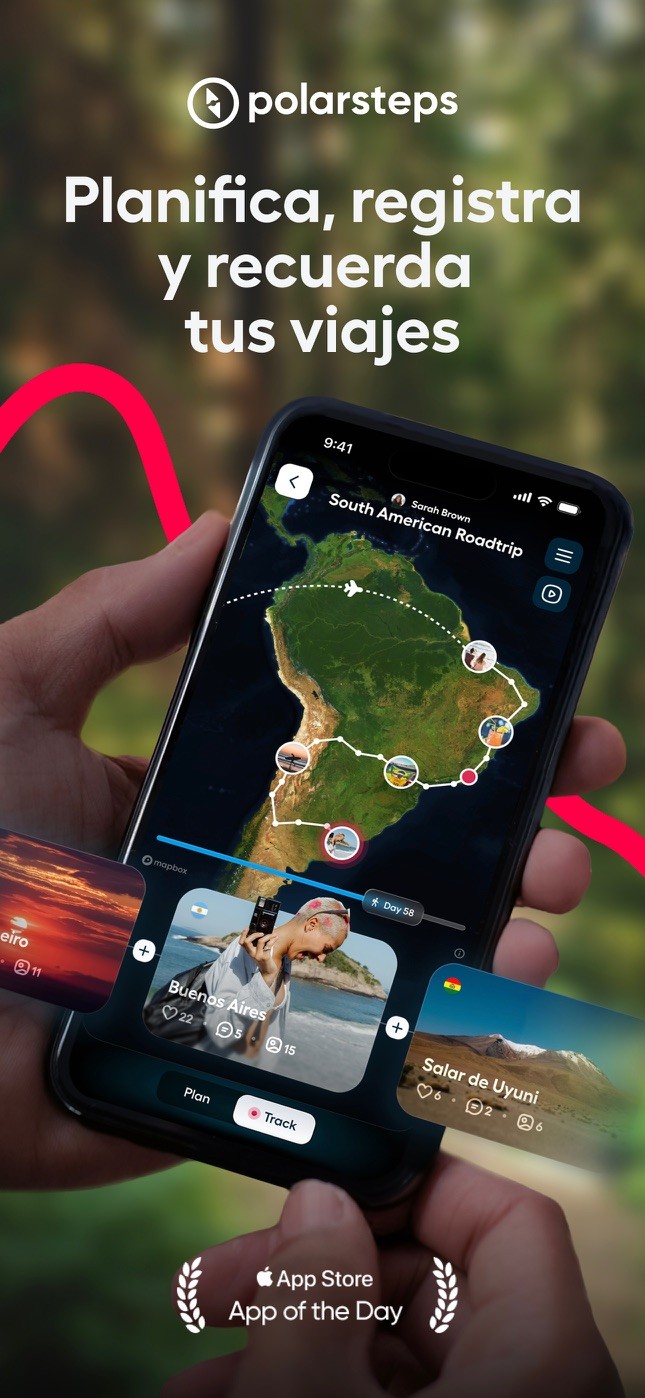 polarsteps
Planifica, registra
y recuerda
tus viajes
9:41
Sarah Brown
South American Roadtrip
mapbox
Day 58
eiro
11
Buenos Aires
22
5
15
Salar de Uyuni
6
2
6
Plan
Track
App Store
App of the Day